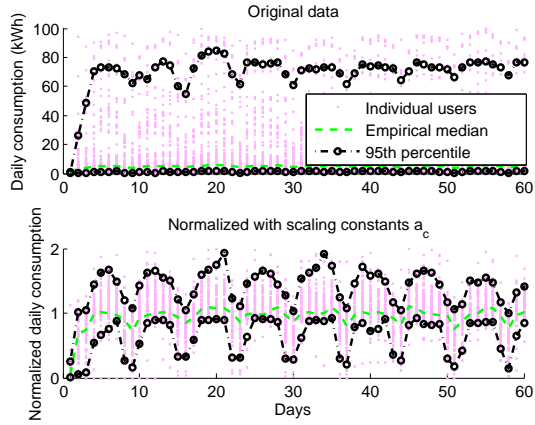 Original data
Daily consumption (kWh)
100
80
60
40
20
0
Individual users
Empirical median
95th percentile
0 10 20 30 40 50 60
Normalized with scaling constants a_c
Normalized daily consumption
2
1
0
0 10 20 30 40 50 60
Days